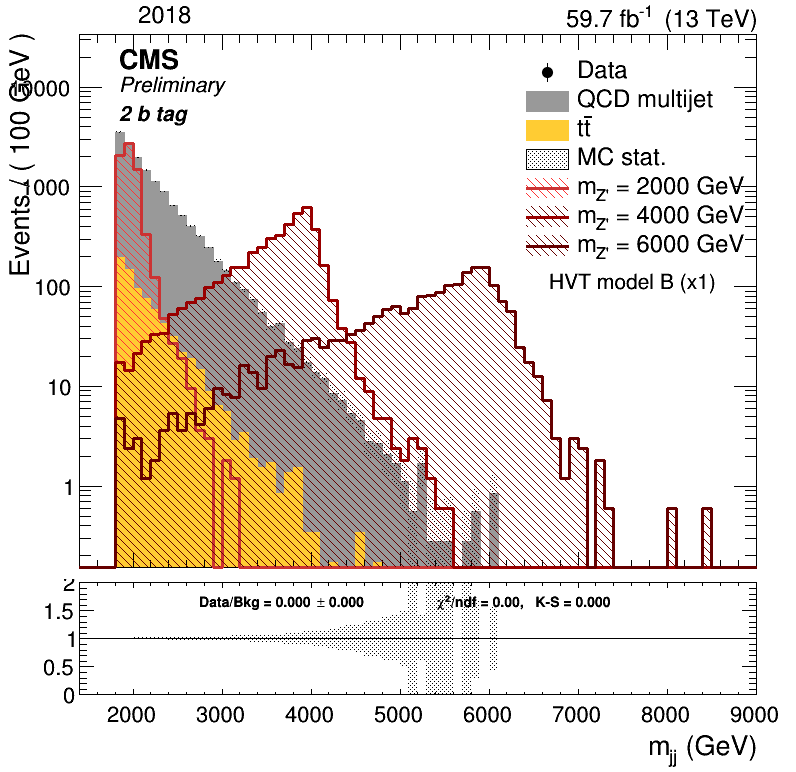 2018
59.7 fb⁻¹ (13 TeV)
CMS
Preliminary
2 b tag
Data
QCD multijet
tt̄
MC stat.
m_Z' = 2000 GeV
m_Z' = 4000 GeV
m_Z' = 6000 GeV
HVT model B (x1)
Events / ( 100 GeV )
10000
1000
100
10
1
Data/Bkg = 0.000 ± 0.000
χ²/ndf = 0.00, K-S = 0.000
2
1.5
1
0.5
0
2000 3000 4000 5000 6000 7000 8000 9000
m_jj (GeV)